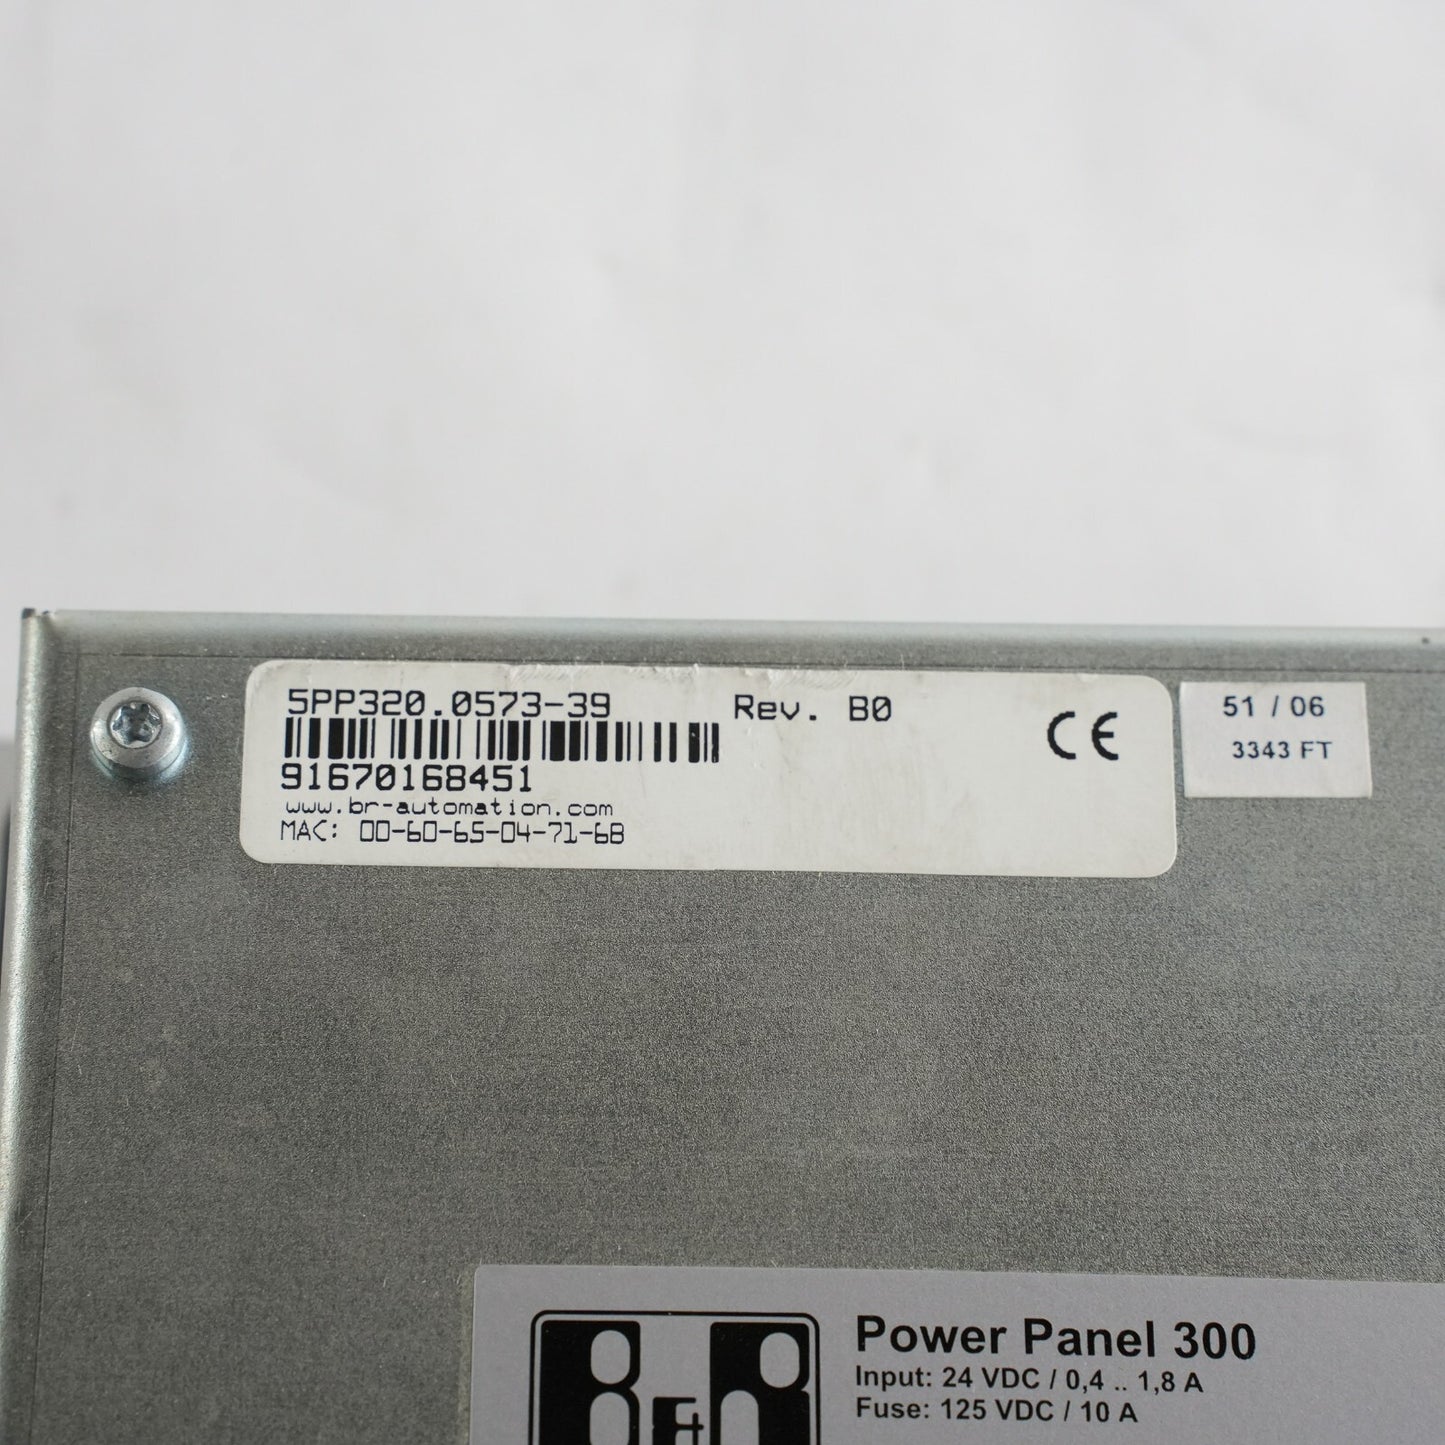 5PP320.0573-39 Rev. B0
91670168451
www.br-automation.com
MAC: 00-60-65-04-71-6B
CE
51 / 06
3343 FT
B&R
Power Panel 300
Input: 24 VDC / 0,4 .. 1,8 A
Fuse: 125 VDC / 10 A